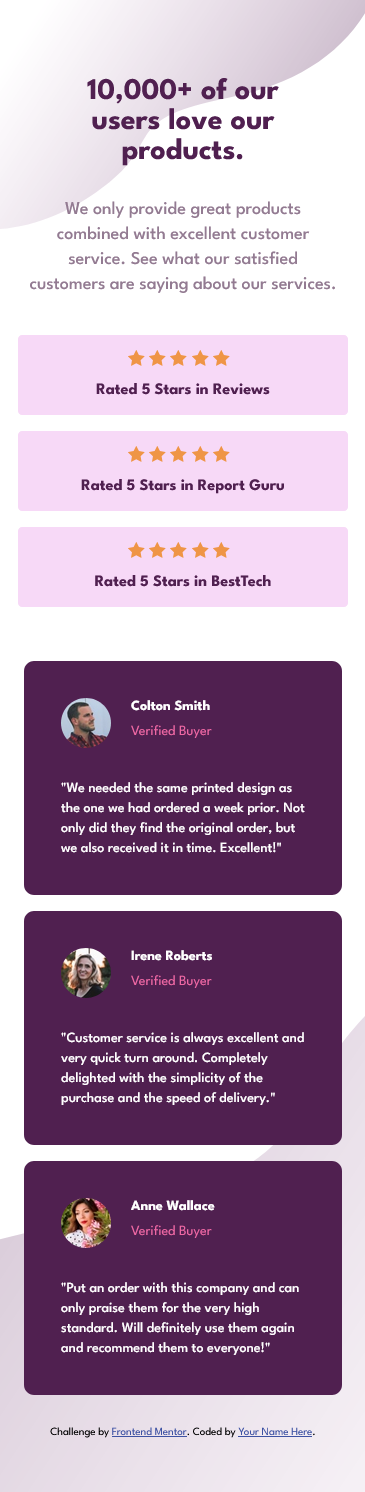 10,000+ of our
users love our
products.
We only provide great products
combined with excellent customer
service. See what our satisfied
customers are saying about our services.
Rated 5 Stars in Reviews
Rated 5 Stars in Report Guru
Rated 5 Stars in BestTech
Colton Smith
Verified Buyer
"We needed the same printed design as
the one we had ordered a week prior. Not
only did they find the original order, but
we also received it in time. Excellent!"
Irene Roberts
Verified Buyer
"Customer service is always excellent and
very quick turn around. Completely
delighted with the simplicity of the
purchase and the speed of delivery."
Anne Wallace
Verified Buyer
"Put an order with this company and can
only praise them for the very high
standard. Will definitely use them again
and recommend them to everyone!"
Challenge by Frontend Mentor. Coded by Your Name Here.